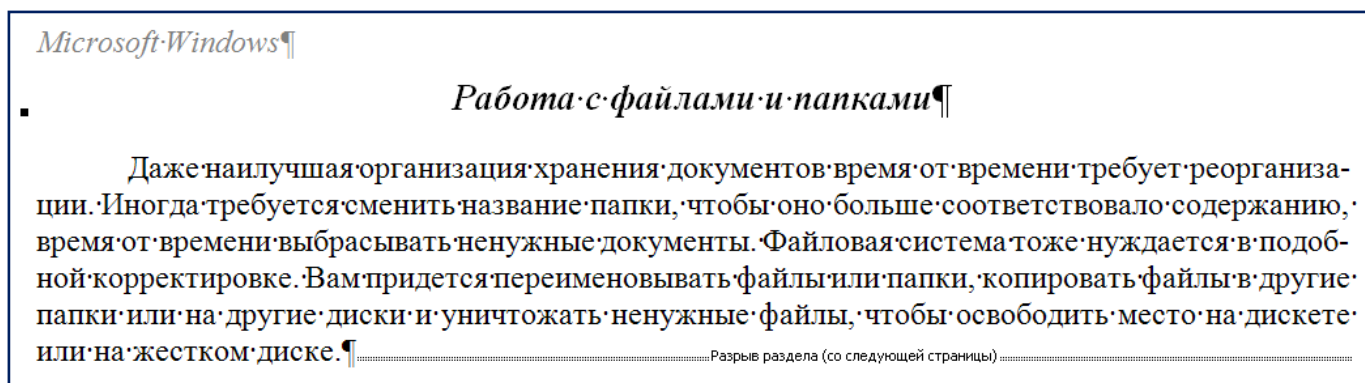 Microsoft·Windows¶
Работа·с·файлами·и·папками¶
Даже·наилучшая·организация·хранения·документов·время·от·времени·требует·реорганиза-
ции.·Иногда·требуется·сменить·название·папки,·чтобы·оно·больше·соответствовало·содержанию,·
время·от·времени·выбрасывать·ненужные·документы.·Файловая·система·тоже·нуждается·в·подоб-
ной·корректировке.·Вам·придется·переименовывать·файлы·или·папки,·копировать·файлы·в·другие·
папки·или·на·другие·диски·и·уничтожать·ненужные·файлы,·чтобы·освободить·место·на·дискете·
или·на·жестком·диске.¶ Разрыв раздела (со следующей страницы)